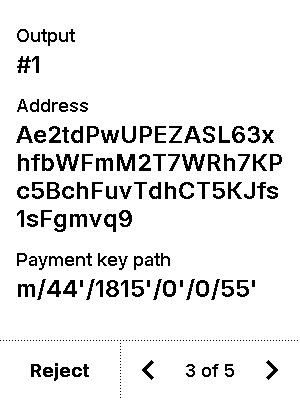 Output
#1
Address
Ae2tdPwUPEZASL63x
hfbWFmM2T7WRh7KP
c5BchFuvTdhCT5KJfs
1sFgmvq9
Payment key path
m/44'/1815'/0'/0/55'
Reject
3 of 5